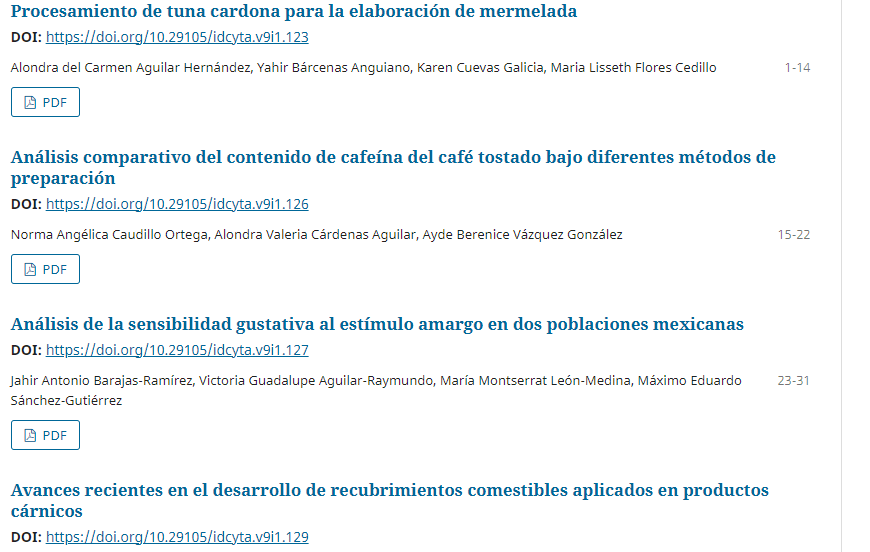 Procesamiento de tuna cardona para la elaboración de mermelada
DOI: https://doi.org/10.29105/idcyta.v9i1.123
Alondra del Carmen Aguilar Hernández, Yahir Bárcenas Anguiano, Karen Cuevas Galicia, Maria Lisseth Flores Cedillo 1-14
PDF
Análisis comparativo del contenido de cafeína del café tostado bajo diferentes métodos de
preparación
DOI: https://doi.org/10.29105/idcyta.v9i1.126
Norma Angélica Caudillo Ortega, Alondra Valeria Cárdenas Aguilar, Ayde Berenice Vázquez González 15-22
PDF
Análisis de la sensibilidad gustativa al estímulo amargo en dos poblaciones mexicanas
DOI: https://doi.org/10.29105/idcyta.v9i1.127
Jahir Antonio Barajas-Ramírez, Victoria Guadalupe Aguilar-Raymundo, María Montserrat León-Medina, Máximo Eduardo 23-31
Sánchez-Gutiérrez
PDF
Avances recientes en el desarrollo de recubrimientos comestibles aplicados en productos
cárnicos
DOI: https://doi.org/10.29105/idcyta.v9i1.129